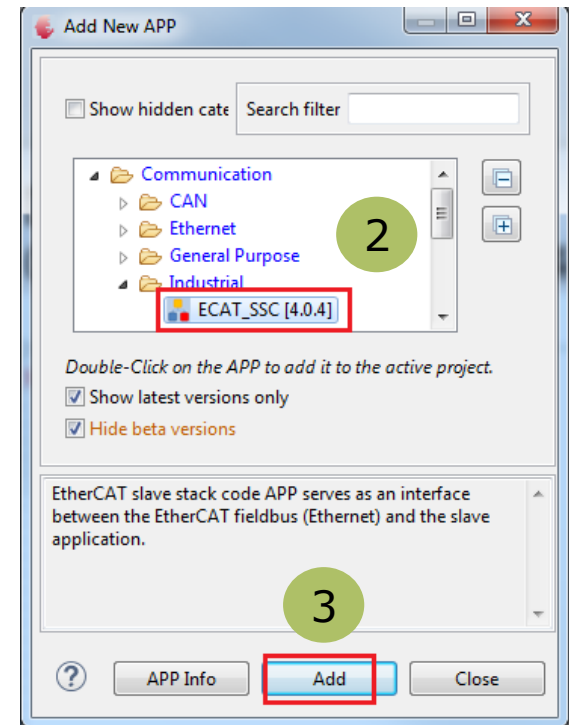 Add New APP
Show hidden cate
Search filter
Communication
CAN
Ethernet
General Purpose
2
Industrial
ECAT_SSC [4.0.4]
Double-Click on the APP to add it to the active project.
Show latest versions only
Hide beta versions
EtherCAT slave stack code APP serves as an interface
between the EtherCAT fieldbus (Ethernet) and the slave
application.
3
?
APP Info
Add
Close